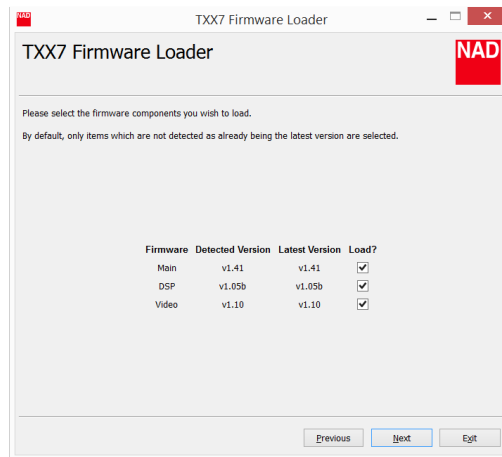 NAD
TXX7 Firmware Loader
TXX7 Firmware Loader
NAD
Please select the firmware components you wish to load.
By default, only items which are not detected as already being the latest version are selected.
Firmware Detected Version Latest Version Load?
Main v1.41 v1.41
DSP v1.05b v1.05b
Video v1.10 v1.10
Previous Next Exit